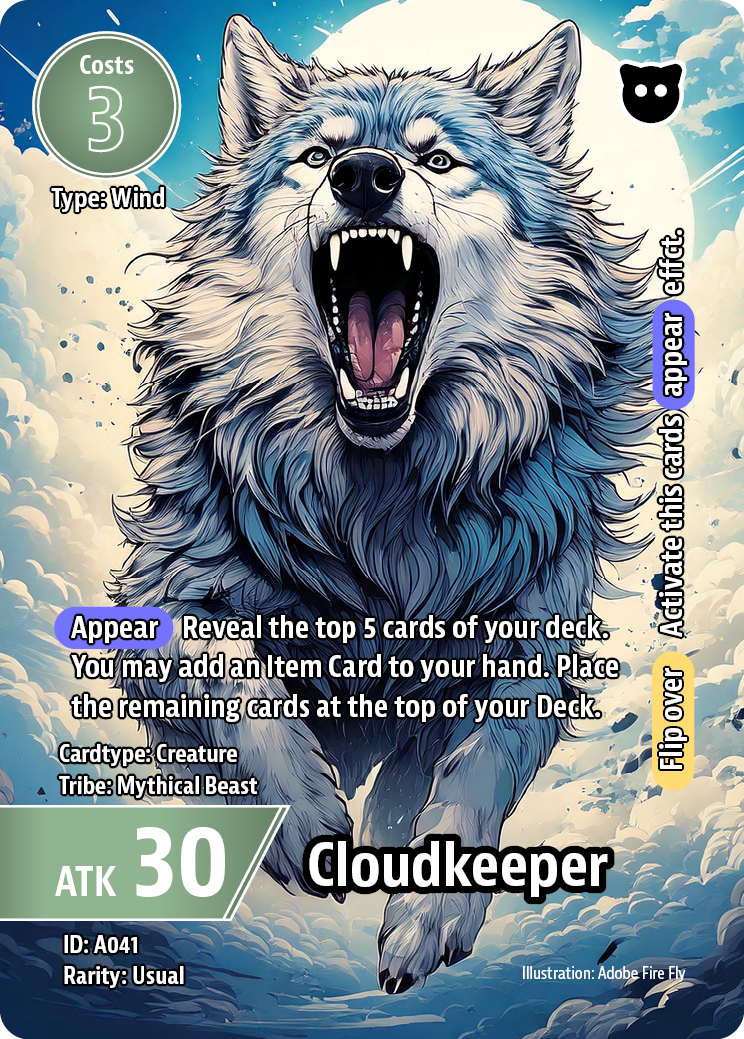 Costs
3
Type: Wind
Appear Reveal the top 5 cards of your deck.
You may add an Item Card to your hand. Place
the remaining cards at the top of your Deck.
Flip over Activate this cards appear effct.
Cardtype: Creature
Tribe: Mythical Beast
ATK 30
Cloudkeeper
ID: A041
Rarity: Usual
Illustration: Adobe Fire Fly